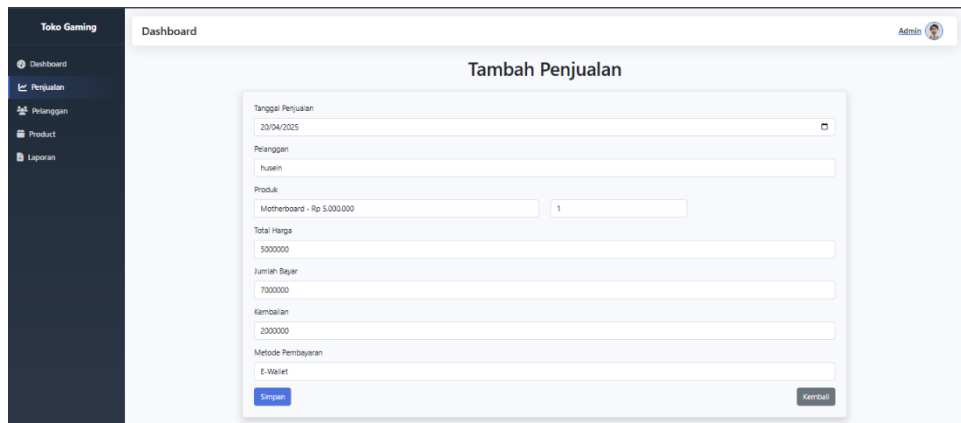 Toko Gaming
Dashboard
Admin
Dashboard
Penjualan
Pelanggan
Product
Laporan
Tambah Penjualan
Tanggal Penjualan
20/04/2025
Pelanggan
husein
Produk
Motherboard - Rp 5.000.000 1
Total Harga
5000000
Jumlah Bayar
7000000
Kembalian
2000000
Metode Pembayaran
E-Wallet
Simpan Kembali